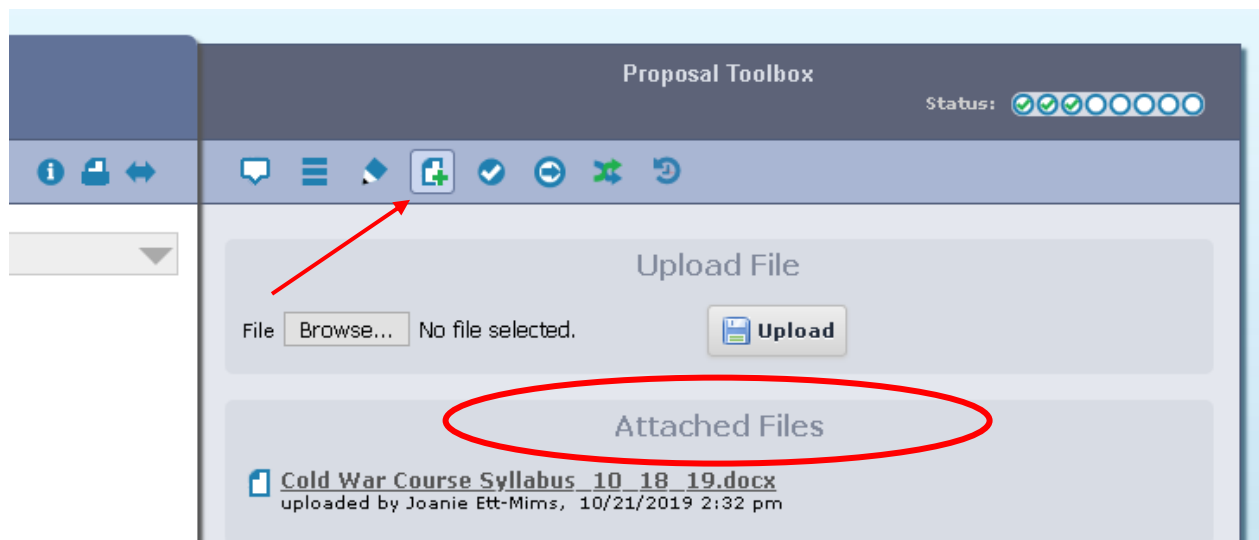 Proposal Toolbox
Status:
Upload File
File Browse... No file selected. Upload
Attached Files
Cold War Course Syllabus_10_18_19.docx
uploaded by Joanie Ett-Mims, 10/21/2019 2:32 pm